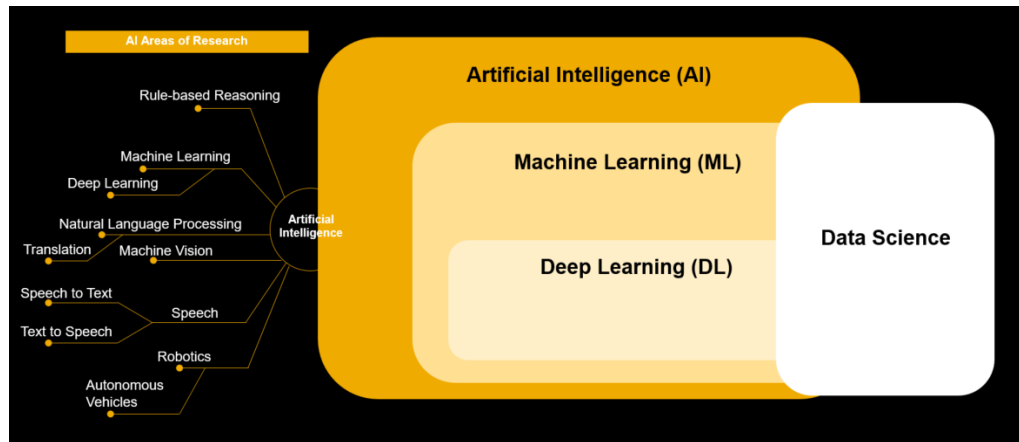 AI Areas of Research
Rule-based Reasoning
Machine Learning
Deep Learning
Natural Language Processing
Translation
Machine Vision
Speech to Text
Speech
Text to Speech
Robotics
Autonomous
Vehicles
Artificial
Intelligence
Artificial Intelligence (AI)
Machine Learning (ML)
Deep Learning (DL)
Data Science